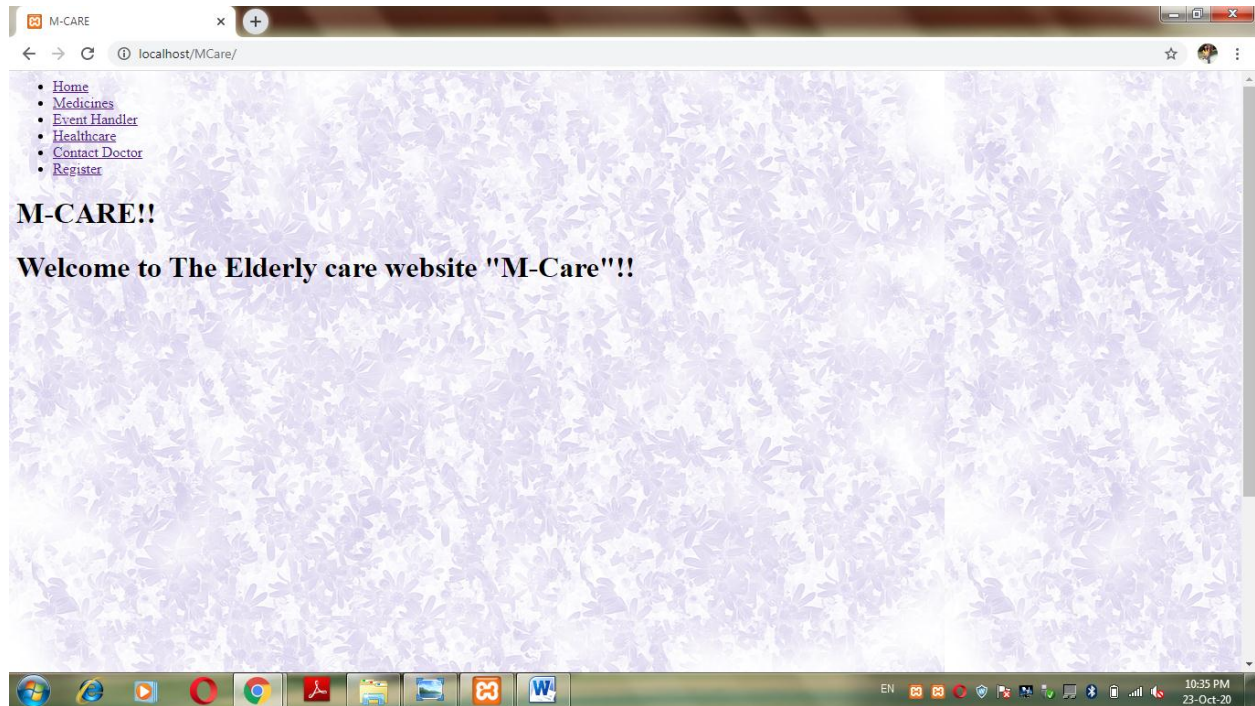 M-CARE
localhost/MCare/
Home
Medicines
Event Handler
Healthcare
Contact Doctor
Register
M-CARE!!
Welcome to The Elderly care website "M-Care"!!
EN
10:35 PM
23-Oct-20